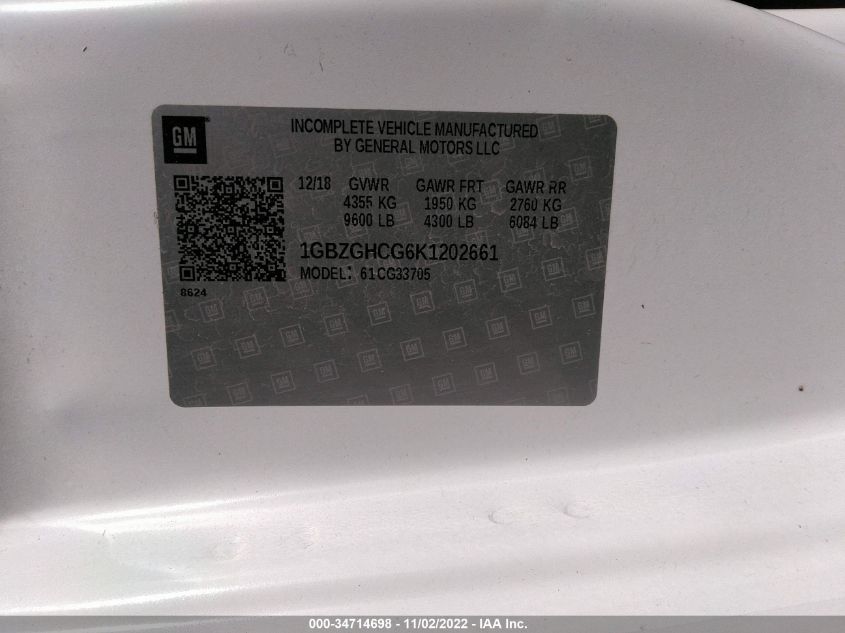 GM
INCOMPLETE VEHICLE MANUFACTURED
BY GENERAL MOTORS LLC
12/18 GVWR GAWR FRT GAWR RR
4355 KG 1950 KG 2760 KG
9600 LB 4300 LB 6084 LB
1GBZGHCG6K1202661
MODEL: 61CG33705
8624
000-34714698 - 11/02/2022 - IAA Inc.